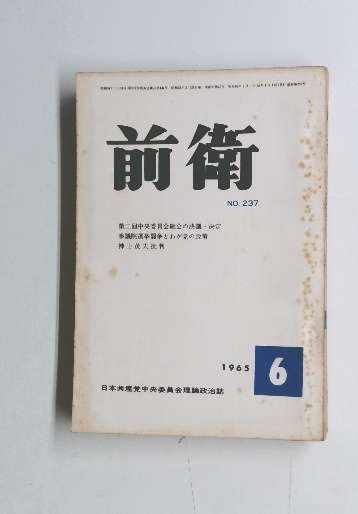 前衛
NO. 237
第二回中央委員会総会の決議・決定
参議院選挙闘争とわが党の政策
神山茂夫批判
1965
6
日本共産党中央委員会理論政治誌